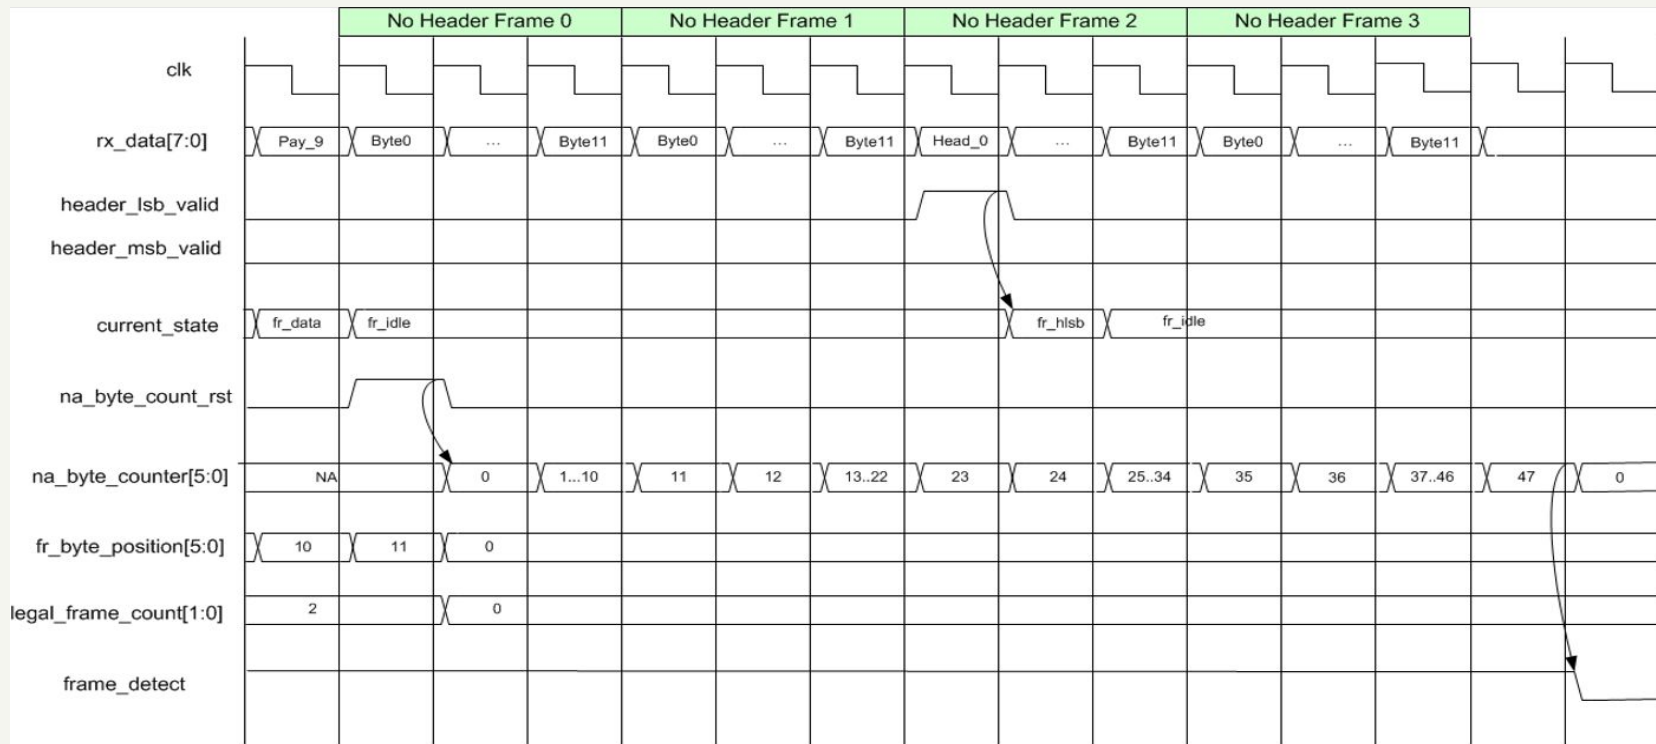 No Header Frame 0 No Header Frame 1 No Header Frame 2 No Header Frame 3
clk
rx_data[7:0] Pay_9 Byte0 ... Byte11 Byte0 ... Byte11 Head_0 ... Byte11 Byte0 ... Byte11
header_lsb_valid
header_msb_valid
current_state fr_data fr_idle fr_hlsb fr_idle
na_byte_count_rst
na_byte_counter[5:0] NA 0 1...10 11 12 13..22 23 24 25..34 35 36 37..46 47 0
fr_byte_position[5:0] 10 11 0
legal_frame_count[1:0] 2 0
frame_detect